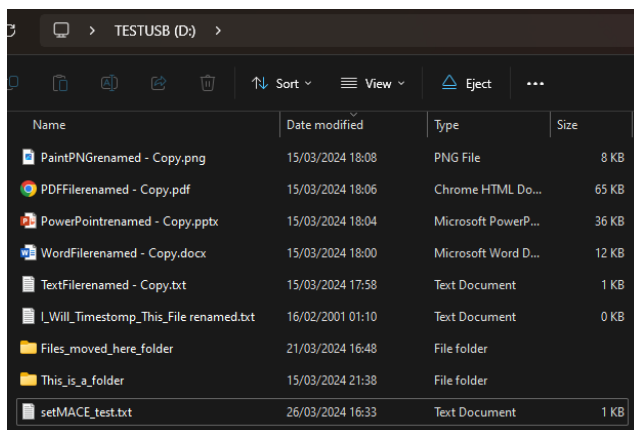 TESTUSB (D:)
Sort View Eject
Name Date modified Type Size
PaintPNGrenamed - Copy.png 15/03/2024 18:08 PNG File 8 KB
PDFFilerenamed - Copy.pdf 15/03/2024 18:06 Chrome HTML Do... 65 KB
PowerPointrenamed - Copy.pptx 15/03/2024 18:04 Microsoft PowerP... 36 KB
WordFilerenamed - Copy.docx 15/03/2024 18:00 Microsoft Word D... 12 KB
TextFilerenamed - Copy.txt 15/03/2024 17:58 Text Document 1 KB
I_Will_Timestomp_This_File renamed.txt 16/02/2001 01:10 Text Document 0 KB
Files_moved_here_folder 21/03/2024 16:48 File folder
This_is_a_folder 15/03/2024 21:38 File folder
setMACE_test.txt 26/03/2024 16:33 Text Document 1 KB